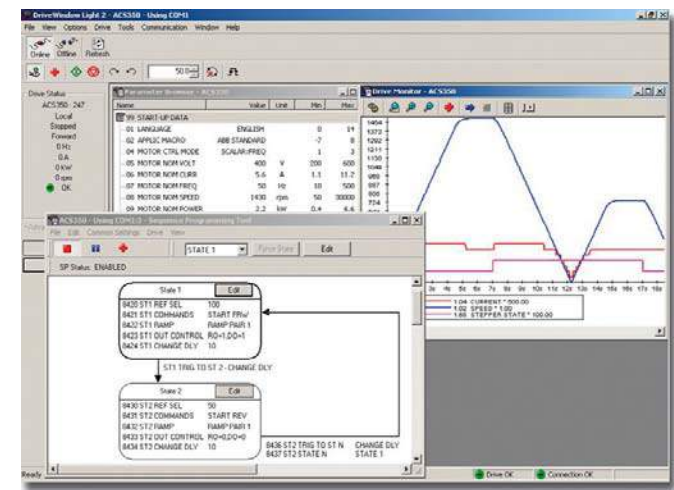 DriveWindow Light 2 - ACS350 - Using COM1
File View Options Drive Tools Communication Window Help
Online Offline Refresh
50.0
Drive Status
ACS350 247
Local
Stopped
Forward
0 Hz
0 A
0 kW
0 rpm
OK
Parameter Browser - ACS350
Name Value Unit Min Max
99 START-UP DATA
01 LANGUAGE ENGLISH 0 14
02 APPLIC MACRO ABB STANDARD -7 8
04 MOTOR CTRL MODE SCALAR:FREQ 1 3
05 MOTOR NOM VOLT 400 V 200 600
06 MOTOR NOM CURR 5.6 A 1.1 11.2
07 MOTOR NOM FREQ 50 Hz 10 500
08 MOTOR NOM SPEED 1430 rpm 50 30000
09 MOTOR NOM POWER 2.2 kW 0.4 6.6
Drive Monitor - ACS350
1.04 CURRENT * 500.00
1.02 SPEED * 1.00
1.68 STEPPER STATE * 100.00
ACS350 - Using COM1:3 - Sequence Programming Tool
File Edit Common Settings Drive View
STATE 1 Force State Edit
SP Status: ENABLED
State 1 Edit
8420 ST1 REF SEL 100
8421 ST1 COMMANDS START FRW
8422 ST1 RAMP RAMP PAIR 1
8423 ST1 OUT CONTROL RO=1,DO=1
8424 ST1 CHANGE DLY 10
ST1 TRIG TO ST 2 - CHANGE DLY
State 2 Edit
8430 ST2 REF SEL 50
8431 ST2 COMMANDS START REV
8432 ST2 RAMP RAMP PAIR 1
8433 ST2 OUT CONTROL RO=0,DO=0
8434 ST2 CHANGE DLY 10
8436 ST2 TRIG TO ST N CHANGE DLY
8437 ST2 STATE N STATE 1
Ready
Drive OK Connection OK